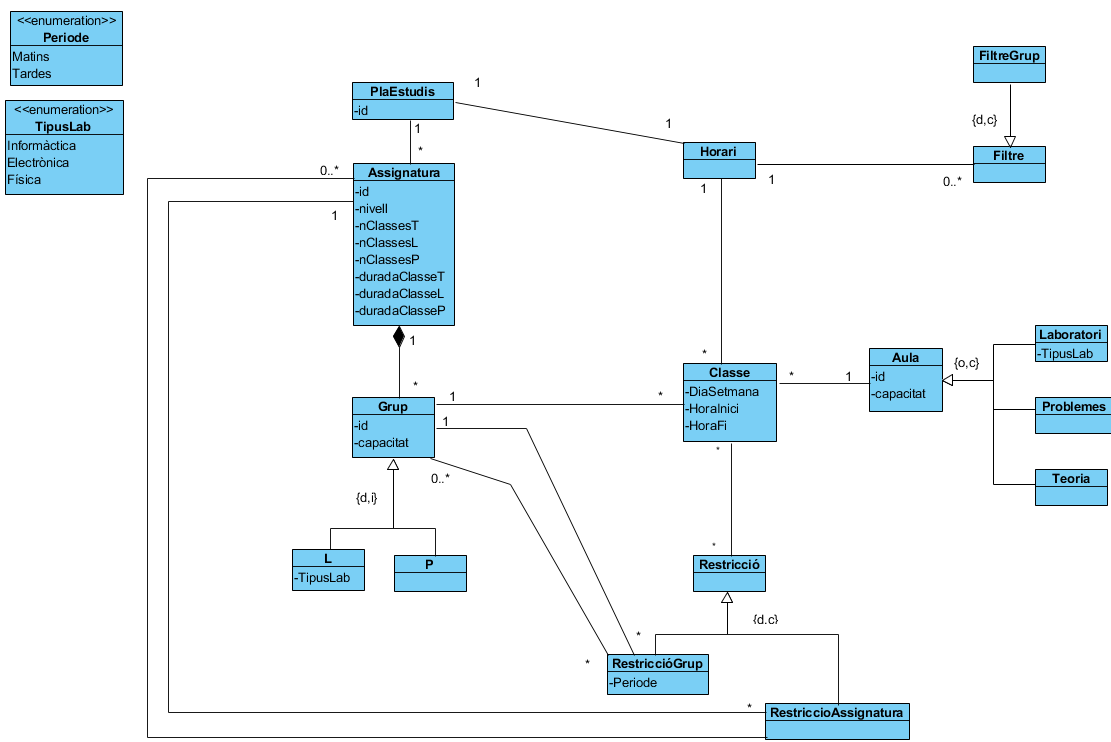 <<enumeration>>
Periode
Matins
Tardes
<<enumeration>>
TipusLab
Informàctica
Electrònica
Física
PlaEstudis
-id
1
1
1
*
Horari
1
1
0..*
FiltreGrup
{d,c}
Filtre
0..*
1
Assignatura
-id
-nivell
-nClassesT
-nClassesL
-nClassesP
-duradaClasseT
-duradaClasseL
-duradaClasseP
1
*
Grup
-id
-capacitat
1
*
1
0..*
{d,i}
L
-TipusLab
P
*
Classe
-DiaSetmana
-HoraInici
-HoraFi
*
1
Aula
-id
-capacitat
{o,c}
Laboratori
-TipusLab
Problemes
Teoria
*
*
Restricció
{d.c}
*
*
RestriccióGrup
-Periode
*
RestriccioAssignatura